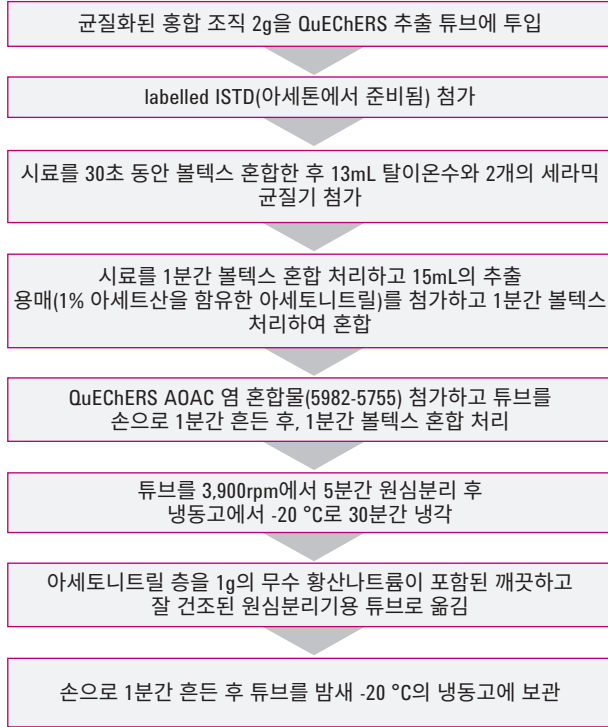 균질화된 홍합 조직 2g을 QuEChERS 추출 튜브에 투입
labelled ISTD(아세톤에서 준비됨) 첨가
시료를 30초 동안 볼텍스 혼합한 후 13mL 탈이온수와 2개의 세라믹
균질기 첨가
시료를 1분간 볼텍스 혼합 처리하고 15mL의 추출
용매(1% 아세트산을 함유한 아세토니트릴)를 첨가하고 1분간 볼텍스
처리하여 혼합
QuEChERS AOAC 염 혼합물(5982-5755) 첨가하고 튜브를
손으로 1분간 흔든 후, 1분간 볼텍스 혼합 처리
튜브를 3,900rpm에서 5분간 원심분리 후
냉동고에서 -20 °C로 30분간 냉각
아세토니트릴 층을 1g의 무수 황산나트륨이 포함된 깨끗하고
잘 건조된 원심분리기용 튜브로 옮김
손으로 1분간 흔든 후 튜브를 밤새 -20 °C의 냉동고에 보관